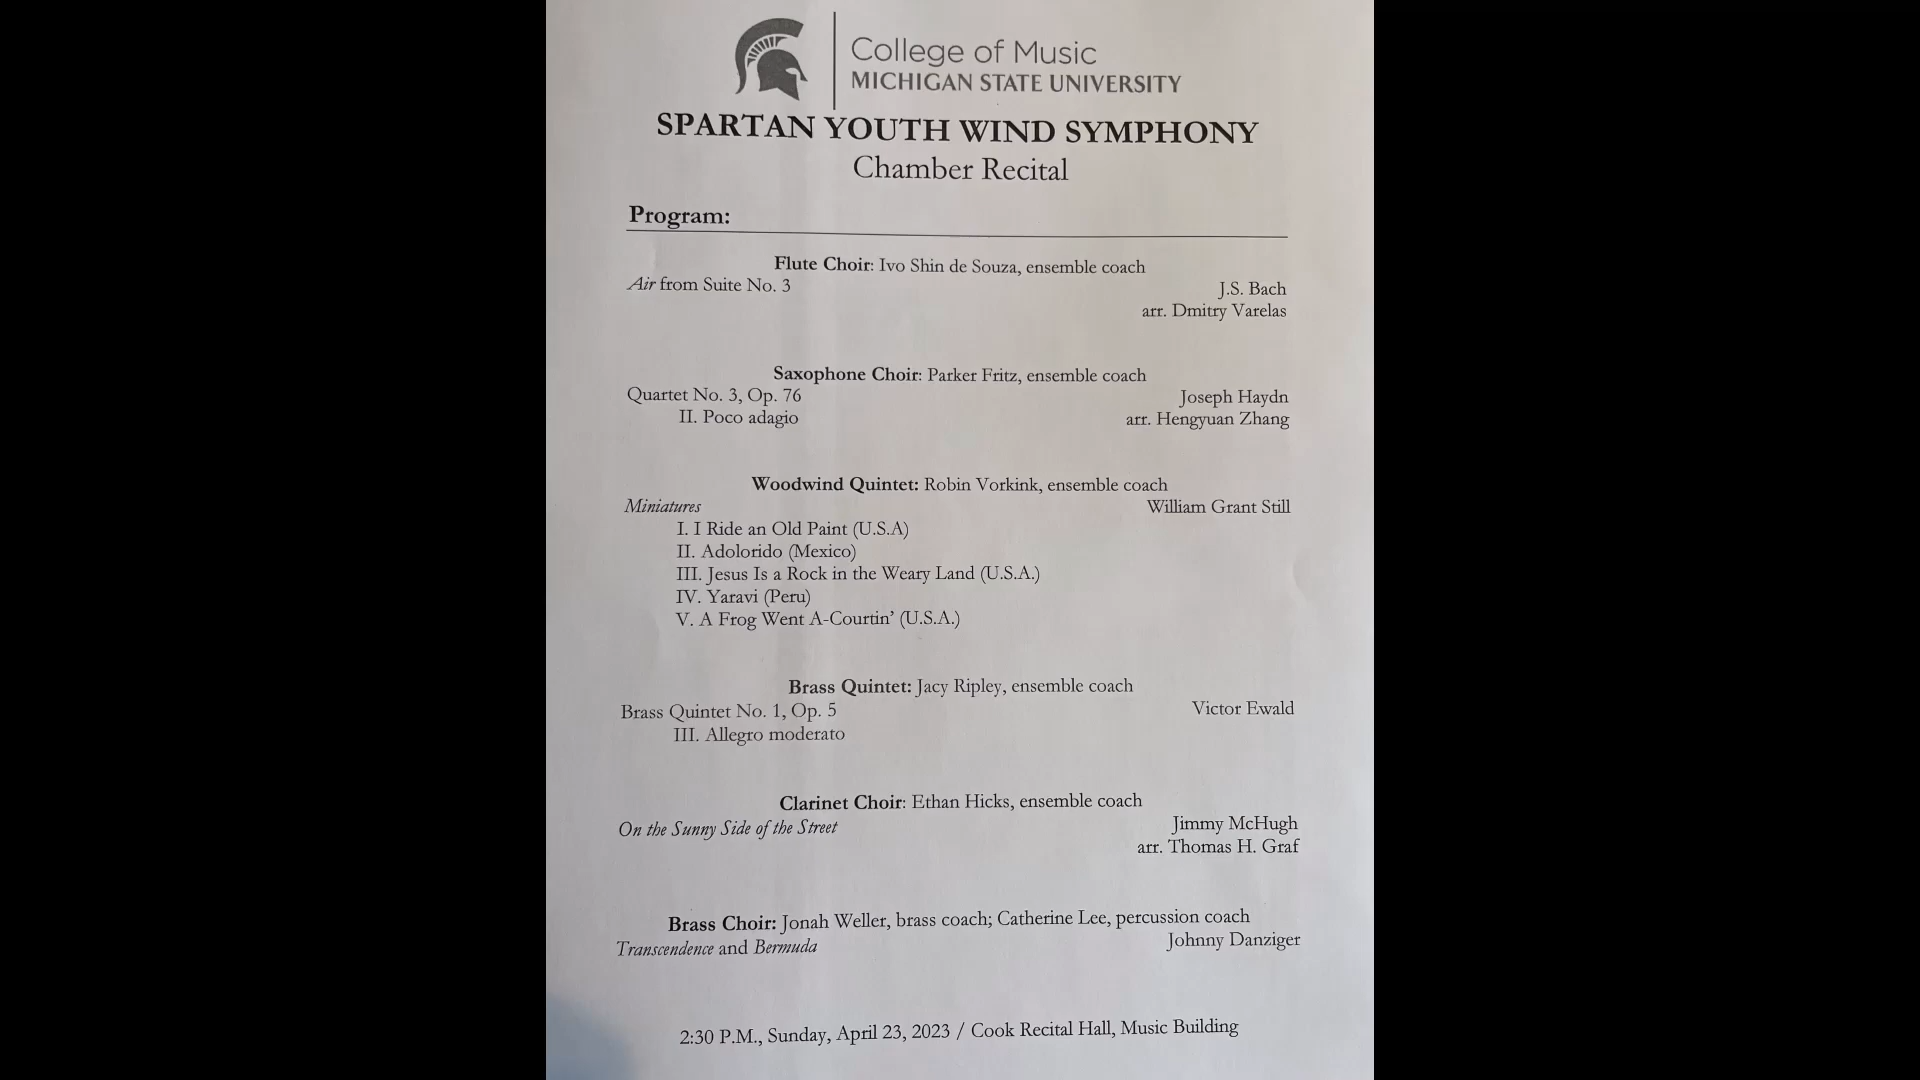 College of Music
MICHIGAN STATE UNIVERSITY
SPARTAN YOUTH WIND SYMPHONY
Chamber Recital
Program:
Flute Choir: Ivo Shin de Souza, ensemble coach
Air from Suite No. 3 J.S. Bach
arr. Dmitry Varelas
Saxophone Choir: Parker Fritz, ensemble coach
Quartet No. 3, Op. 76 Joseph Haydn
II. Poco adagio arr. Hengyuan Zhang
Woodwind Quintet: Robin Vorkink, ensemble coach
Miniatures William Grant Still
I. I Ride an Old Paint (U.S.A)
II. Adolorido (Mexico)
III. Jesus Is a Rock in the Weary Land (U.S.A.)
IV. Yaravi (Peru)
V. A Frog Went A-Courtin’ (U.S.A.)
Brass Quintet: Jacy Ripley, ensemble coach
Brass Quintet No. 1, Op. 5 Victor Ewald
III. Allegro moderato
Clarinet Choir: Ethan Hicks, ensemble coach
On the Sunny Side of the Street Jimmy McHugh
arr. Thomas H. Graf
Brass Choir: Jonah Weller, brass coach; Catherine Lee, percussion coach
Transcendence and Bermuda Johnny Danziger
2:30 P.M., Sunday, April 23, 2023 / Cook Recital Hall, Music Building